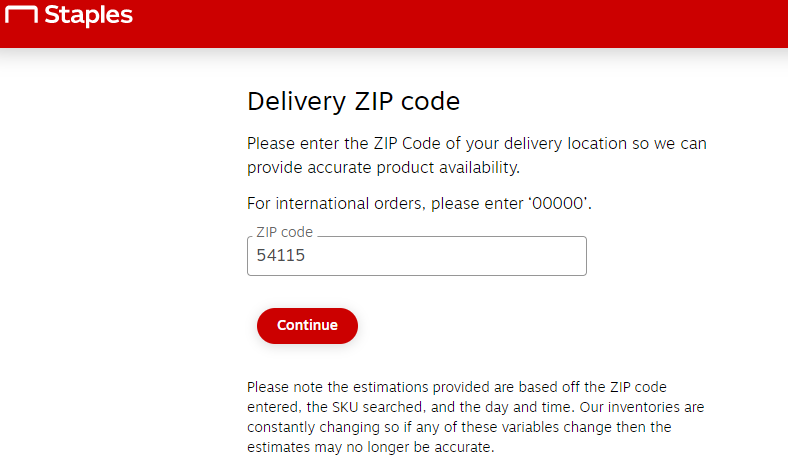 Staples
Delivery ZIP code
Please enter the ZIP Code of your delivery location so we can
provide accurate product availability.
For international orders, please enter ‘00000’.
ZIP code
54115
Continue
Please note the estimations provided are based off the ZIP code
entered, the SKU searched, and the day and time. Our inventories are
constantly changing so if any of these variables change then the
estimates may no longer be accurate.